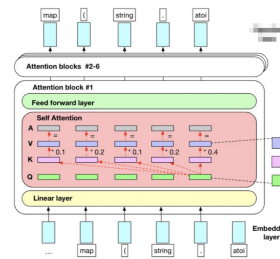 map ( string . atoi
Attention blocks #2-6
Attention block #1
Feed forward layer
Self Attention
A
= = = = =
V
* 0.1 * 0.2 * 0.1 * 0.2 * 0.4
K
Q
Linear layer
Embedd
layer
... map ( string . atoi